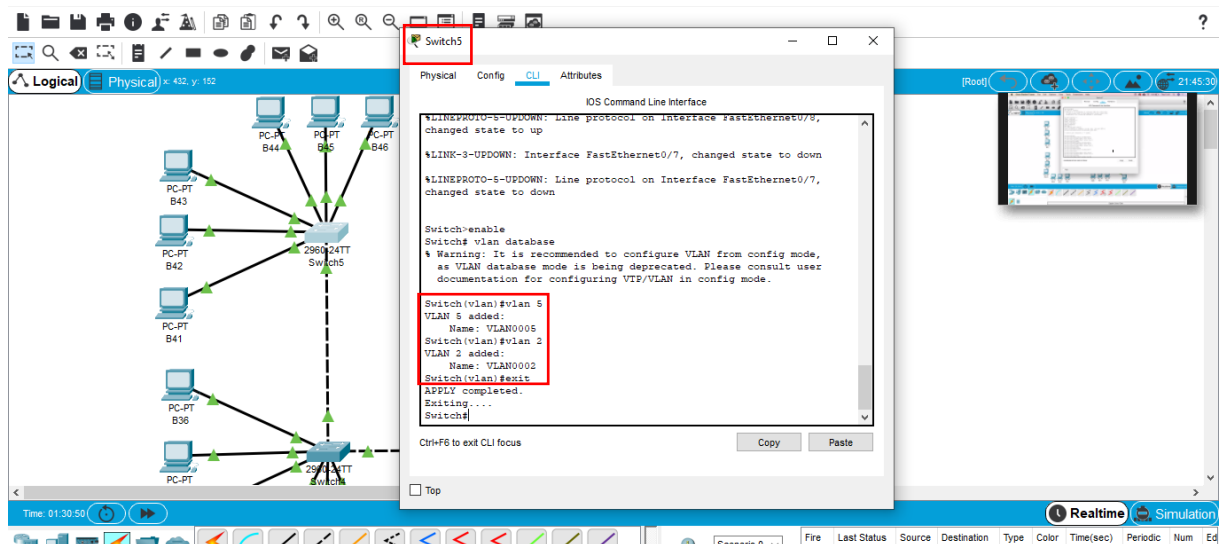 ?
Switch5
Logical
Physical
x: 432, y: 152
[Root]
21:45:30
Physical Config CLI Attributes
IOS Command Line Interface
%LINEPROTO-5-UPDOWN: Line protocol on Interface FastEthernet0/8,
changed state to up
%LINK-3-UPDOWN: Interface FastEthernet0/7, changed state to down
%LINEPROTO-5-UPDOWN: Line protocol on Interface FastEthernet0/7,
changed state to down
Switch>enable
Switch# vlan database
% Warning: It is recommended to configure VLAN from config mode,
as VLAN database mode is being deprecated. Please consult user
documentation for configuring VTP/VLAN in config mode.
Switch(vlan)#vlan 5
VLAN 5 added:
Name: VLAN0005
Switch(vlan)#vlan 2
VLAN 2 added:
Name: VLAN0002
Switch(vlan)#exit
APPLY completed.
Exiting....
Switch#
Ctrl+F6 to exit CLI focus
Copy
Paste
Top
PC-PT
B44
PC-PT
B45
PC-PT
B46
PC-PT
B43
PC-PT
B42
2960-24TT
Switch5
PC-PT
B41
PC-PT
B36
PC-PT
2960-24TT
Switch4
Time: 01:30:50
Realtime
Simulation
Scenario 0
Fire Last Status Source Destination Type Color Time(sec) Periodic Num Ed